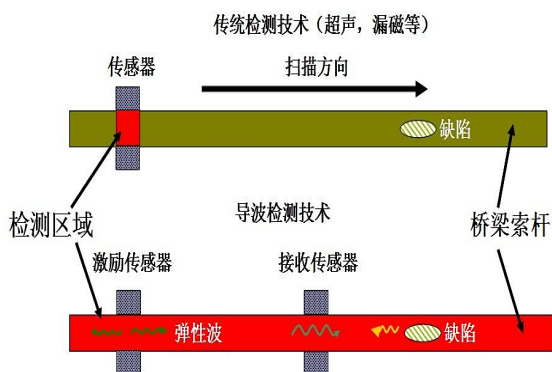 传统检测技术（超声，漏磁等）
传感器
扫描方向
缺陷
检测区域
导波检测技术
桥梁索杆
激励传感器
接收传感器
弹性波
缺陷